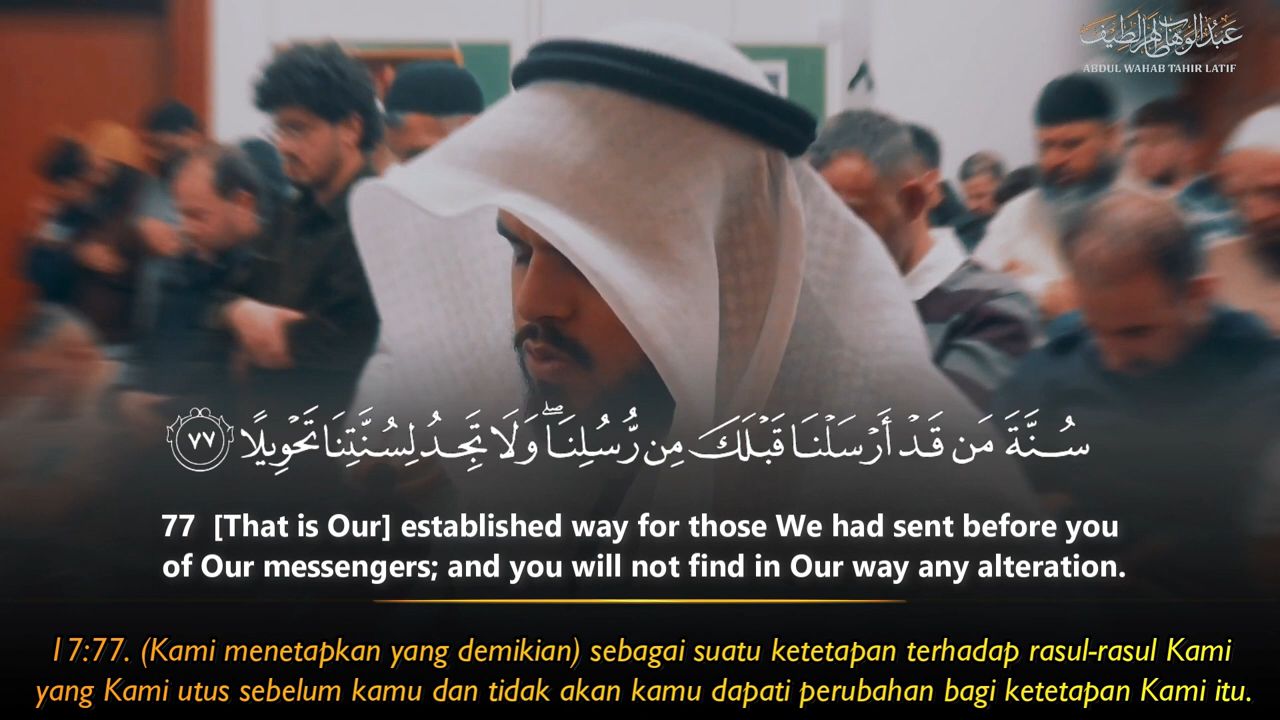 عبد الوهاب طاهر لطيف
ABDUL WAHAB TAHIR LATIF
سُنَّةَ مَن قَدْ أَرْسَلْنَا قَبْلَكَ مِن رُّسُلِنَا ۖ وَلَا تَجِدُ لِسُنَّتِنَا تَحْوِيلًا ٧٧
77 [That is Our] established way for those We had sent before you
of Our messengers; and you will not find in Our way any alteration.
17:77. (Kami menetapkan yang demikian) sebagai suatu ketetapan terhadap rasul-rasul Kami
yang Kami utus sebelum kamu dan tidak akan kamu dapati perubahan bagi ketetapan Kami itu.